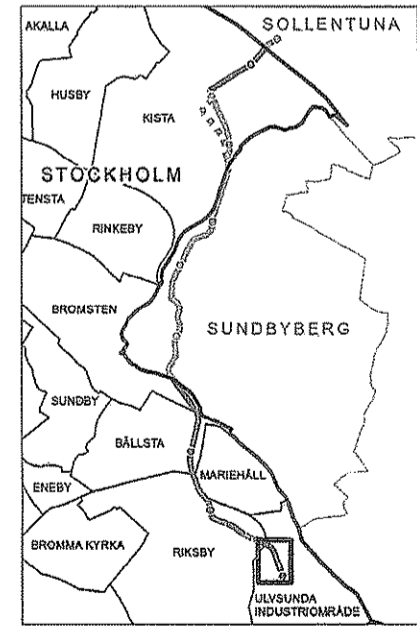 SOLLENTUNA
AKALLA
HUSBY
KISTA
STOCKHOLM
TENSTA
RINKEBY
BROMSTEN
SUNDBYBERG
SUNDBY
BÄLLSTA
MARIEHÄLL
ENEBY
BROMMA KYRKA
RIKSBY
ULVSUNDA
INDUSTRIOMRÅDE